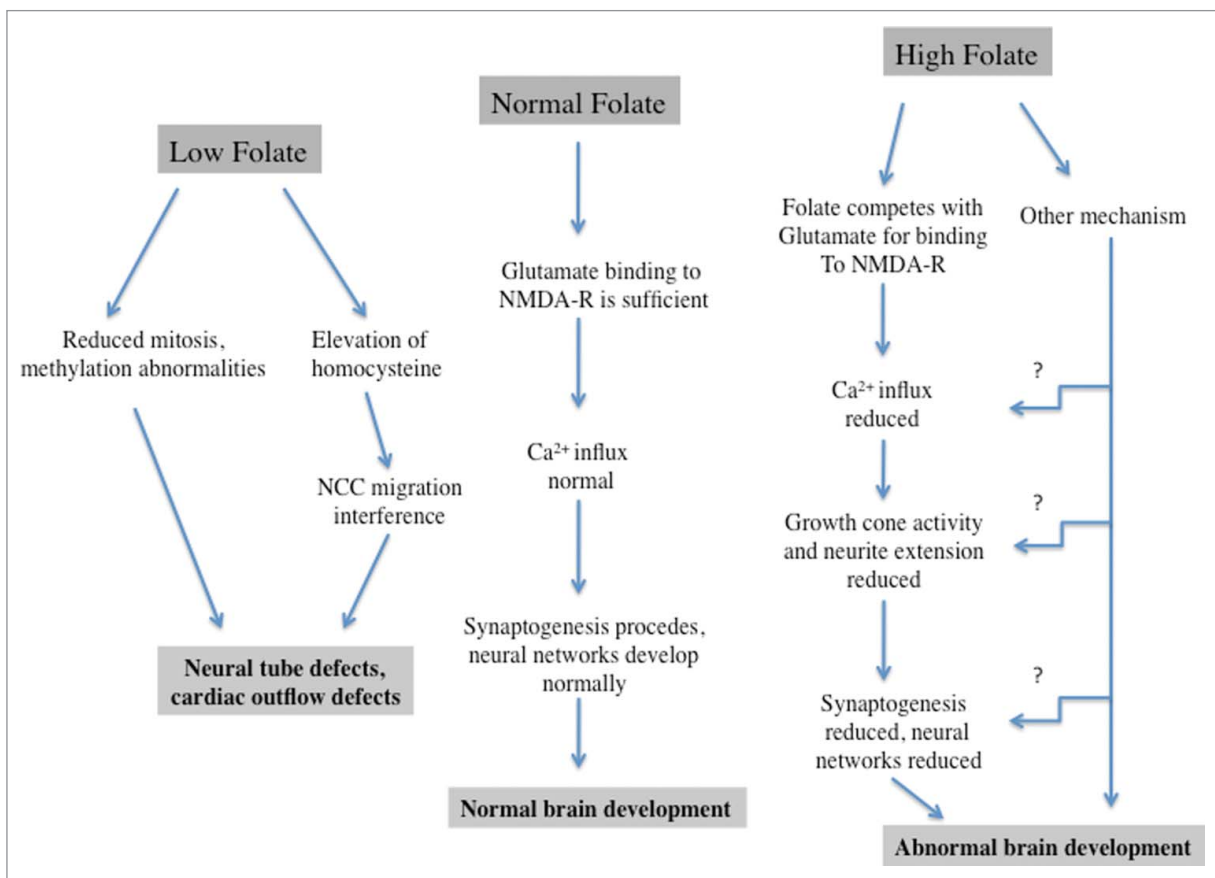 Low Folate
Reduced mitosis,
methylation abnormalities
Elevation of
homocysteine
NCC migration
interference
Neural tube defects,
cardiac outflow defects
Normal Folate
Glutamate binding to
NMDA-R is sufficient
Ca²⁺ influx
normal
Synaptogenesis procedes,
neural networks develop
normally
Normal brain development
High Folate
Folate competes with
Glutamate for binding
To NMDA-R
Other mechanism
?
Ca²⁺ influx
reduced
?
Growth cone activity
and neurite extension
reduced
?
Synaptogenesis
reduced, neural
networks reduced
Abnormal brain development